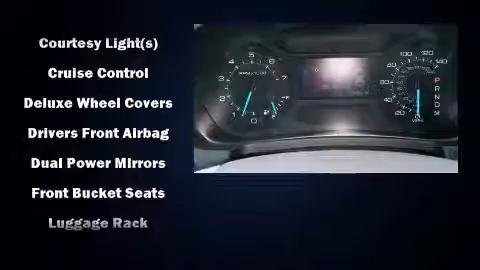 Courtesy Light(s)
Cruise Control
Deluxe Wheel Covers
Drivers Front Airbag
Dual Power Mirrors
Front Bucket Seats
Luggage Rack